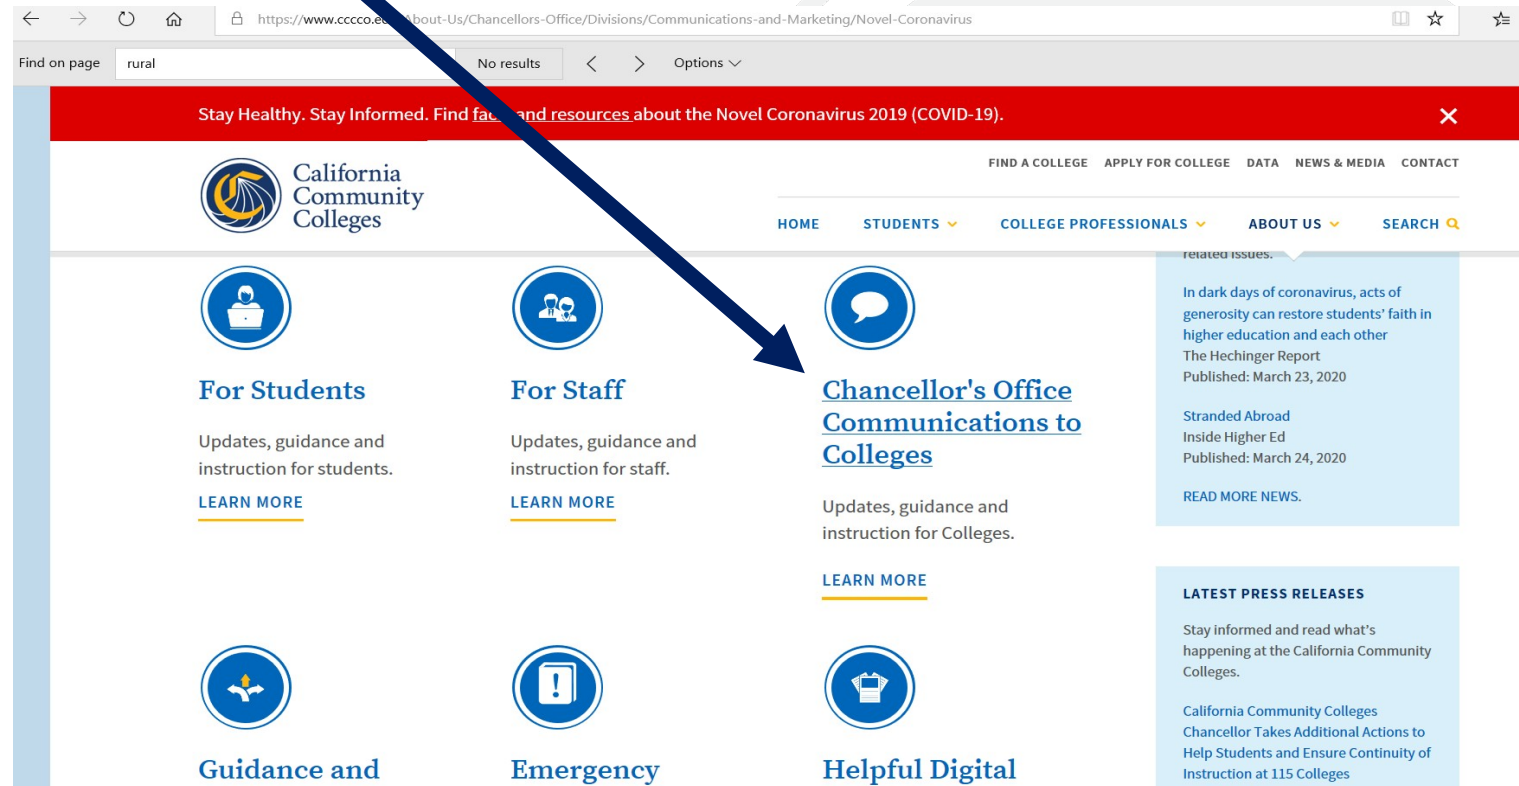 https://www.cccco.e About-Us/Chancellors-Office/Divisions/Communications-and-Marketing/Novel-Coronavirus
Find on page rural No results Options
Stay Healthy. Stay Informed. Find and resources about the Novel Coronavirus 2019 (COVID-19).
FIND A COLLEGE APPLY FOR COLLEGE DATA NEWS & MEDIA CONTACT
California
Community
Colleges
HOME STUDENTS COLLEGE PROFESSIONALS ABOUT US SEARCH
For Students
Updates, guidance and
instruction for students.
LEARN MORE
For Staff
Updates, guidance and
instruction for staff.
LEARN MORE
Chancellor's Office
Communications to
Colleges
Updates, guidance and
instruction for Colleges.
LEARN MORE
Guidance and
Emergency
Helpful Digital
related issues.
In dark days of coronavirus, acts of
generosity can restore students' faith in
higher education and each other
The Hechinger Report
Published: March 23, 2020
Stranded Abroad
Inside Higher Ed
Published: March 24, 2020
READ MORE NEWS.
LATEST PRESS RELEASES
Stay informed and read what's
happening at the California Community
Colleges.
California Community Colleges
Chancellor Takes Additional Actions to
Help Students and Ensure Continuity of
Instruction at 115 Colleges